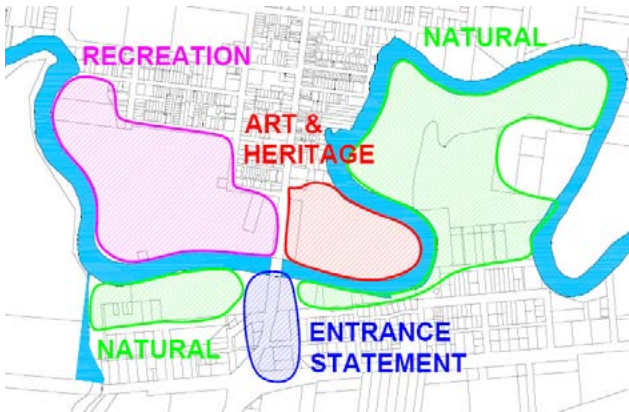 NATURAL
RECREATION
ART &
HERITAGE
NATURAL
ENTRANCE
STATEMENT